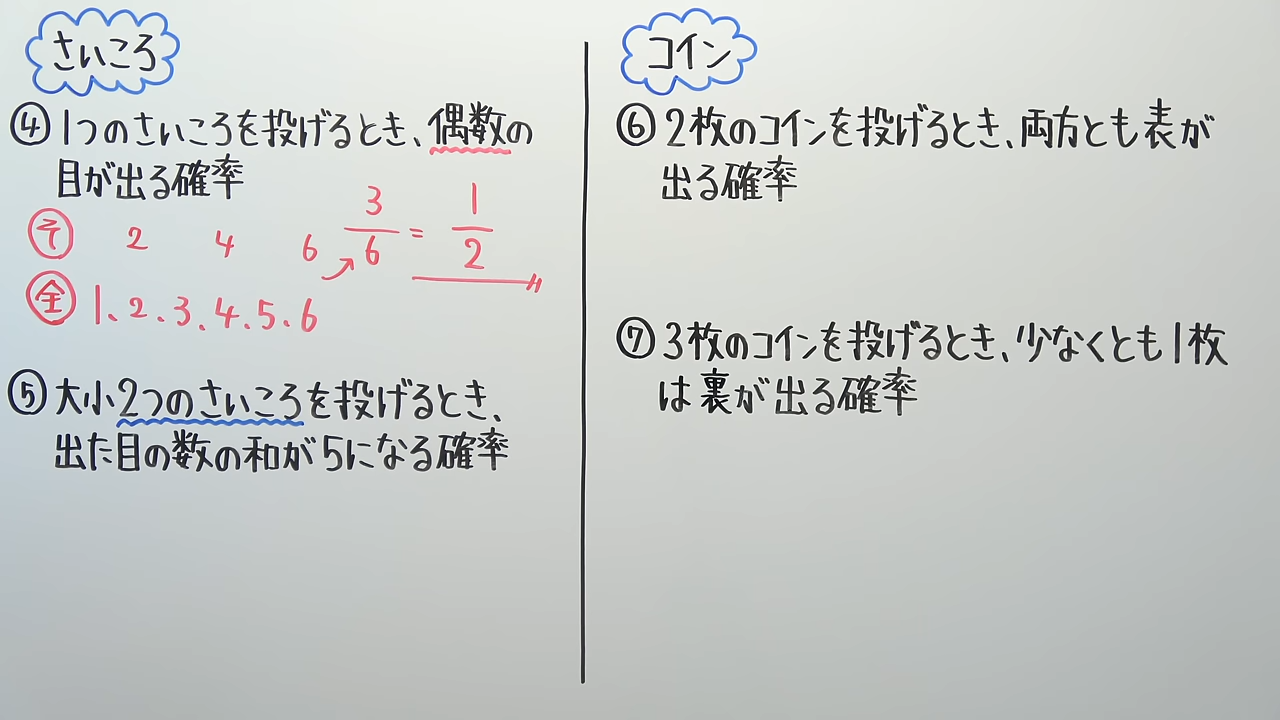 さいころ
④ 1つのさいころを投げるとき、偶数の
目が出る確率
そ 2 4 6 3/6 = 1/2
全 1.2.3.4.5.6
⑤ 大小2つのさいころを投げるとき、
出た目の数の和が5になる確率
コイン
⑥ 2枚のコインを投げるとき、両方とも表が
出る確率
⑦ 3枚のコインを投げるとき、少なくとも1枚
は裏が出る確率